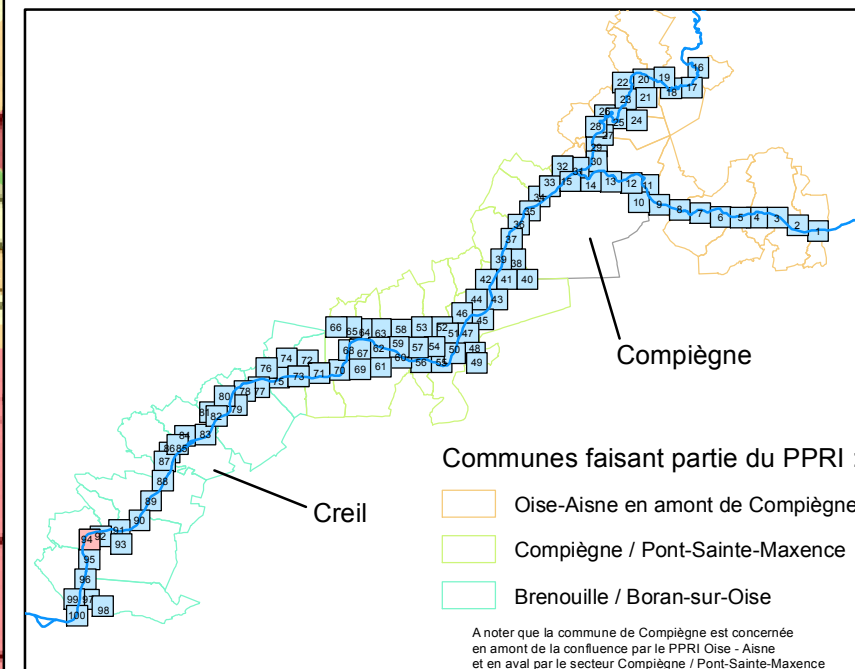 16
22 20 19
18 17
23 21
26 25 24
28 27
29
32 31 30
33 15 14 13 12 11
34 10 9 8 7 6 5 4 3 2 1
35
36
37
39 38
42 41 40
44 43
46 45
66 65 64 63 58 53 52 51 47
68 67 62 59 57 54 50 48
60 56 55 49
74 72
76 75 73 71 70 69 61
80 78 77
81 82 79
84 83
86 85
87
88
89
90
94 92 91
93
95
96
99 97 98
100
Compiègne
Creil
Communes faisant partie du PPRI :
Oise-Aisne en amont de Compiègne
Compiègne / Pont-Sainte-Maxence
Brenouille / Boran-sur-Oise
A noter que la commune de Compiègne est concernée
en amont de la confluence par le PPRI Oise - Aisne
et en aval par le secteur Compiègne / Pont-Sainte-Maxence